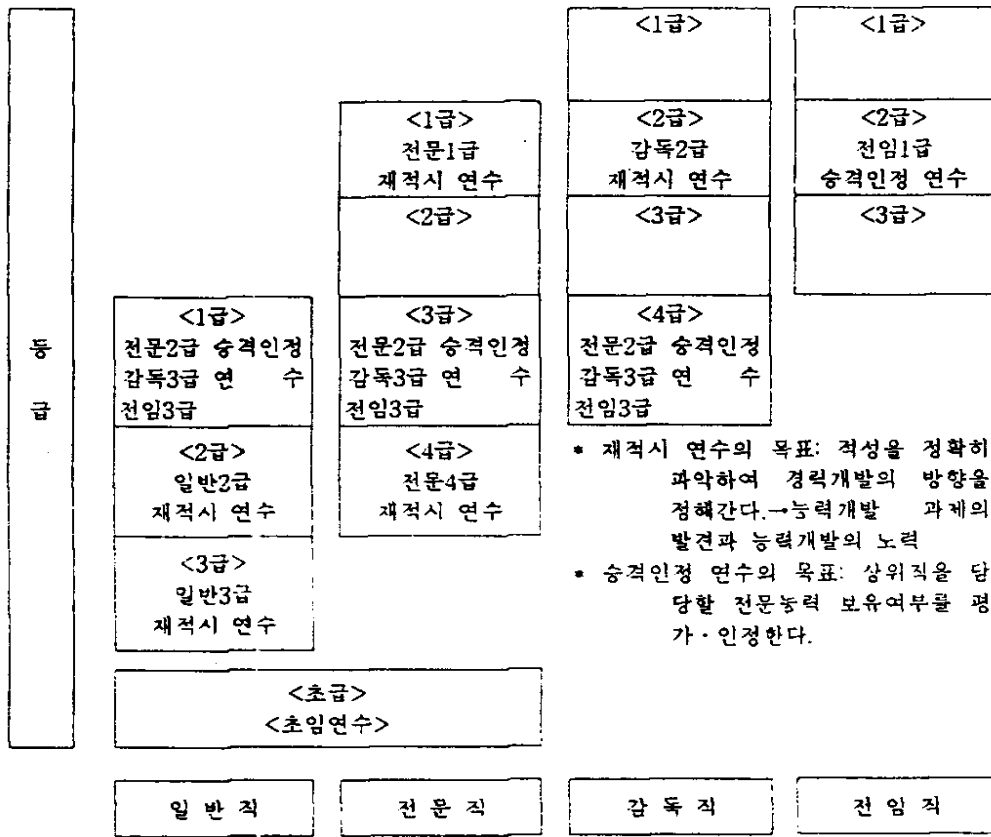 <1급>
<1급>
<1급>
전문1급
재적시 연수
<2급>
감독2급
재적시 연수
<2급>
전임1급
승격인정 연수
<2급>
<3급>
<3급>
등
급
<1급>
전문2급 승격인정
감독3급 연 수
전임3급
<3급>
전문2급 승격인정
감독3급 연 수
전임3급
<4급>
전문2급 승격인정
감독3급 연 수
전임3급
<2급>
일반2급
재적시 연수
<4급>
전문4급
재적시 연수
<3급>
일반3급
재적시 연수
* 재적시 연수의 목표: 적성을 정확히
파악하여 경력개발의 방향을
정해간다.→능력개발 과제의
발견과 능력개발의 노력
* 승격인정 연수의 목표: 상위직을 담
당할 전문능력 보유여부를 평
가·인정한다.
<초급>
<초임연수>
일 반 직
전 문 직
감 독 직
전 임 직